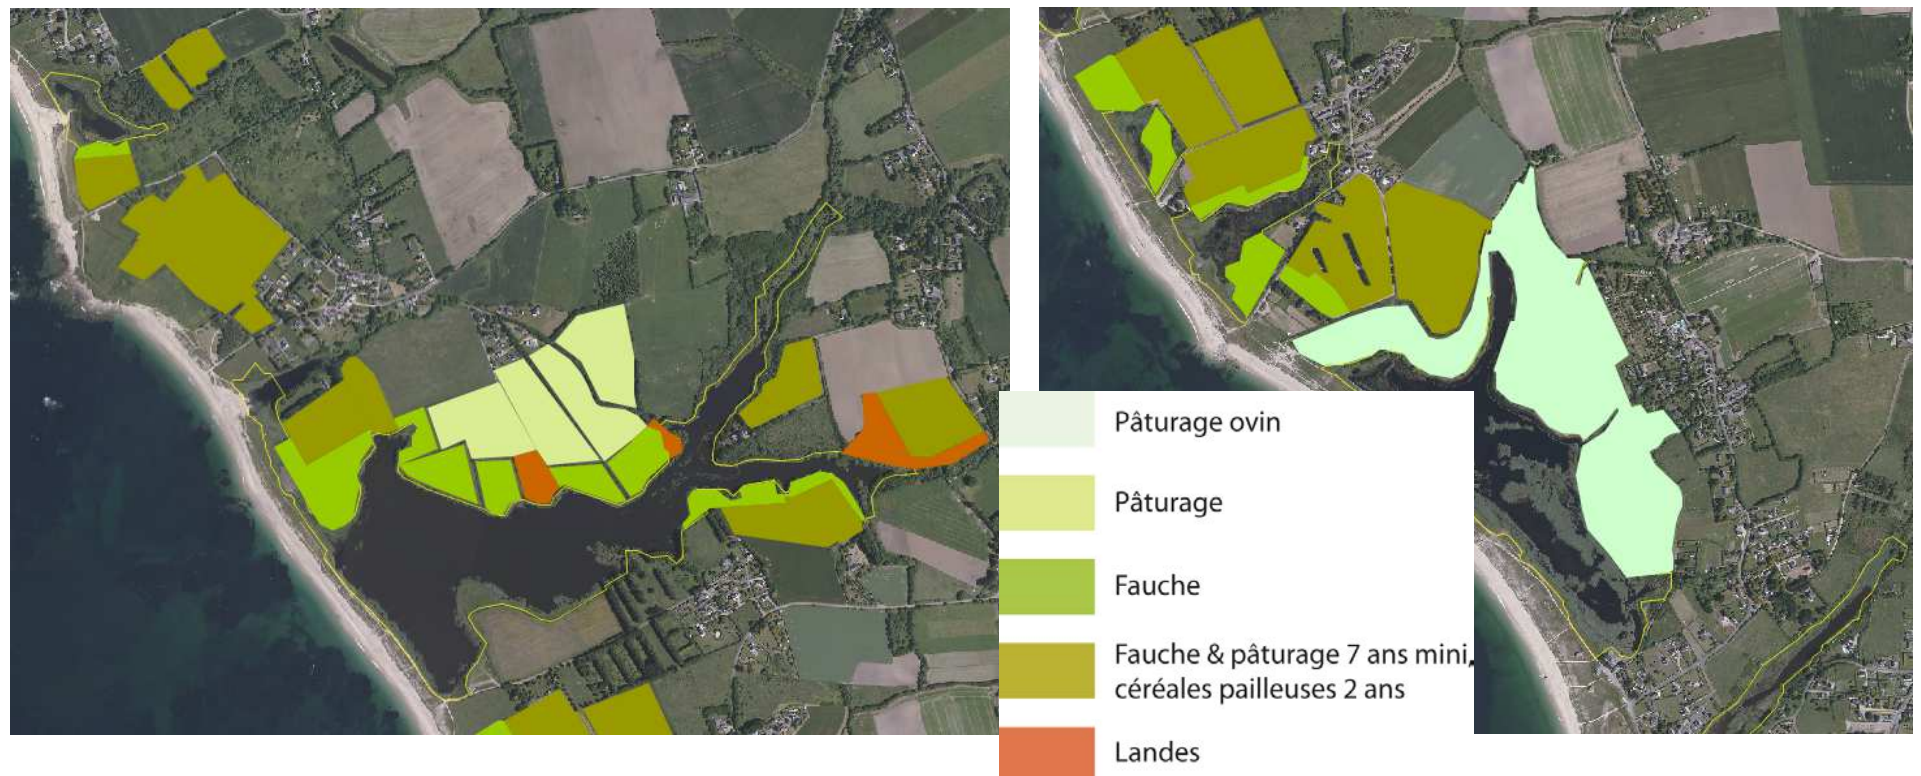 Pâturage ovin
Pâturage
Fauche
Fauche & pâturage 7 ans mini,
céréales pailleuses 2 ans
Landes